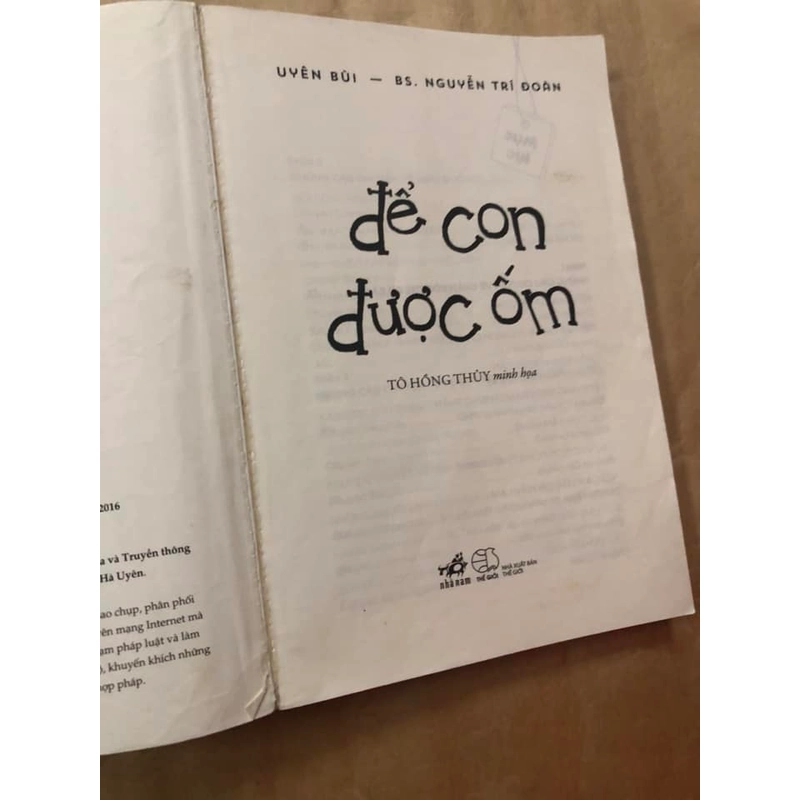 2016
a và Truyền thông
Hà Uyên.
ao chụp, phân phối
ên mạng Internet mà
ạm pháp luật và làm
ả, khuyến khích những
hợp pháp.
UYÊN BÙI — BS. NGUYỄN TRÍ ĐOÀN
để con
được ốm
TÔ HỒNG THỦY minh họa
nhã nam
THẾ GIỚI
NHÀ XUẤT BẢN
THẾ GIỚI